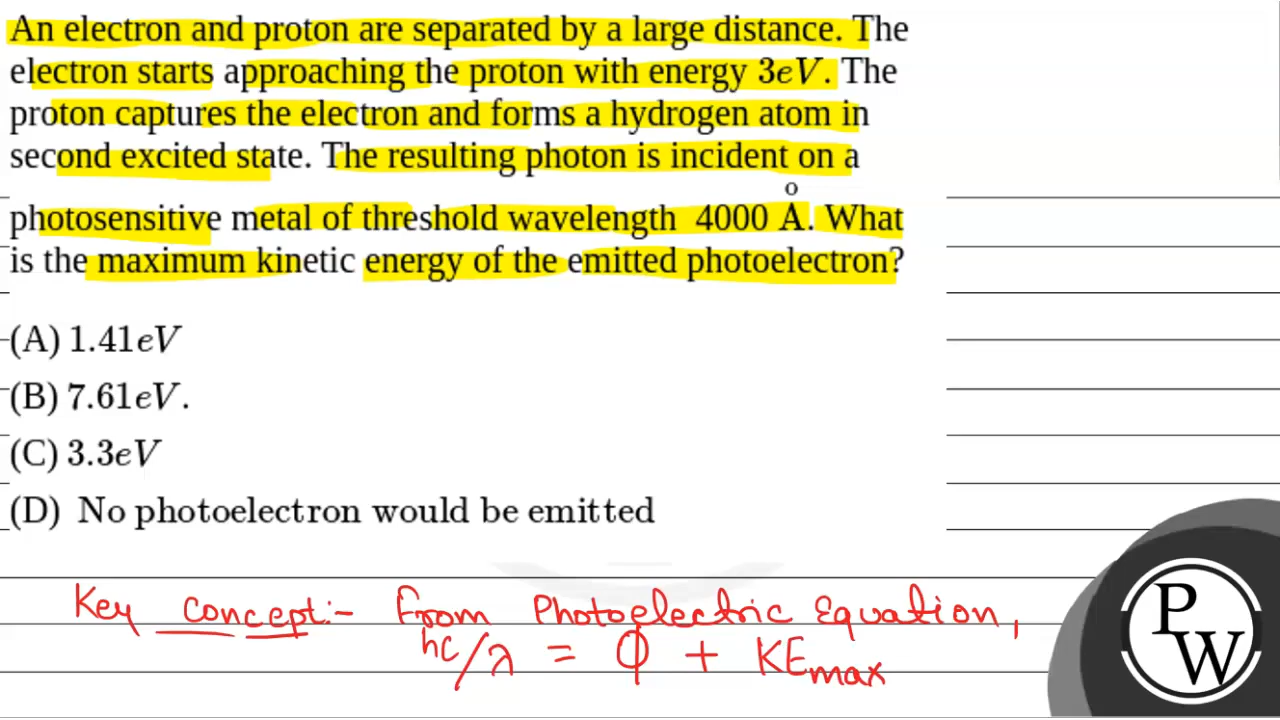 An electron and proton are separated by a large distance. The
electron starts approaching the proton with energy 3eV. The
proton captures the electron and forms a hydrogen atom in
second excited state. The resulting photon is incident on a
photosensitive metal of threshold wavelength 4000 Å. What
is the maximum kinetic energy of the emitted photoelectron?
(A) 1.41eV
(B) 7.61eV.
(C) 3.3eV
(D) No photoelectron would be emitted
Key concept:- From Photoelectric Equation,
hc/λ = ϕ + KEmax
P
W